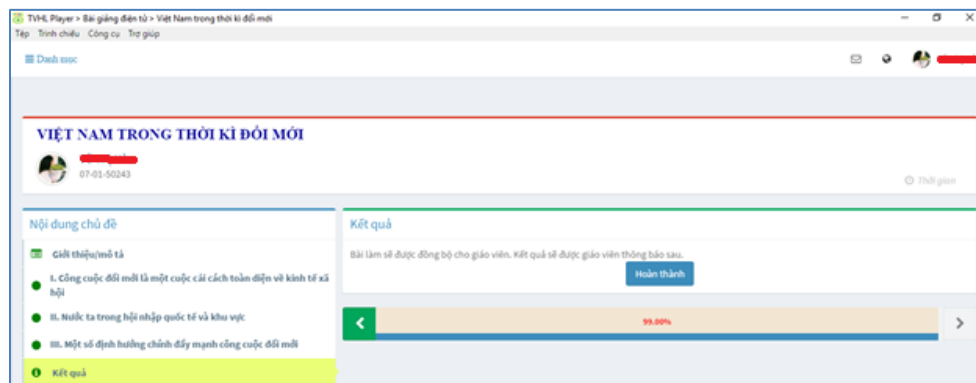 TVHL Player > Bài giảng điện tử > Việt Nam trong thời kì đổi mới
Tệp Trình chiếu Công cụ Trợ giúp
Danh mục
VIỆT NAM TRONG THỜI KÌ ĐỔI MỚI
07-01-50243
Thời gian
Nội dung chủ đề
Giới thiệu/mô tả
I. Công cuộc đổi mới là một cuộc cải cách toàn diện về kinh tế xã
hội
II. Nước ta trong hội nhập quốc tế và khu vực
III. Một số định hướng chính đẩy mạnh công cuộc đổi mới
Kết quả
Kết quả
Bài làm sẽ được đồng bộ cho giáo viên. Kết quả sẽ được giáo viên thông báo sau.
Hoàn thành
99.00%